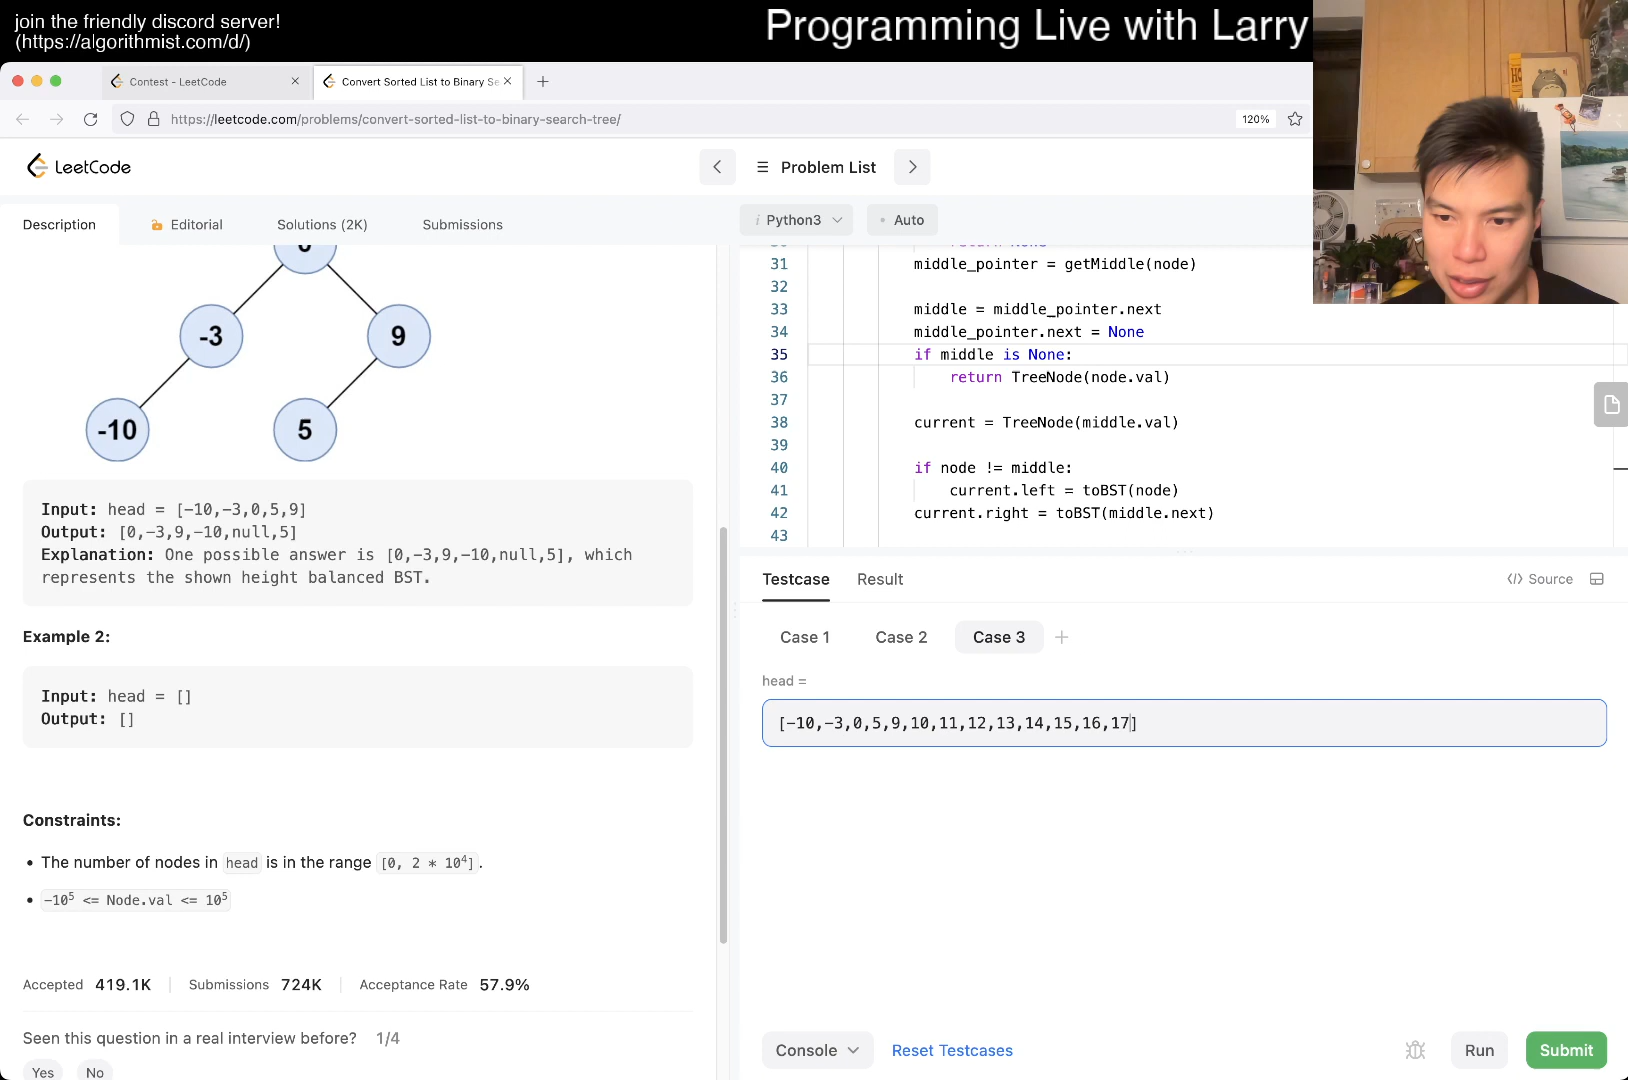 join the friendly discord server!
(https://algorithmist.com/d/)
Programming Live with Larry
Contest - LeetCode
Convert Sorted List to Binary Se
https://leetcode.com/problems/convert-sorted-list-to-binary-search-tree/
120%
LeetCode
Problem List
Description
Editorial
Solutions (2K)
Submissions
-3
9
-10
5
Input: head = [-10,-3,0,5,9]
Output: [0,-3,9,-10,null,5]
Explanation: One possible answer is [0,-3,9,-10,null,5], which
represents the shown height balanced BST.
Example 2:
Input: head = []
Output: []
Constraints:
• The number of nodes in head is in the range [0, 2 * 10⁴].
• -10⁵ <= Node.val <= 10⁵
Accepted 419.1K
Submissions 724K
Acceptance Rate 57.9%
Seen this question in a real interview before? 1/4
Yes
No
i Python3
• Auto
31 middle_pointer = getMiddle(node)
32
33 middle = middle_pointer.next
34 middle_pointer.next = None
35 if middle is None:
36 return TreeNode(node.val)
37
38 current = TreeNode(middle.val)
39
40 if node != middle:
41 current.left = toBST(node)
42 current.right = toBST(middle.next)
43
Testcase
Result
</> Source
Case 1
Case 2
Case 3
head =
[-10,-3,0,5,9,10,11,12,13,14,15,16,17]
Console
Reset Testcases
Run
Submit